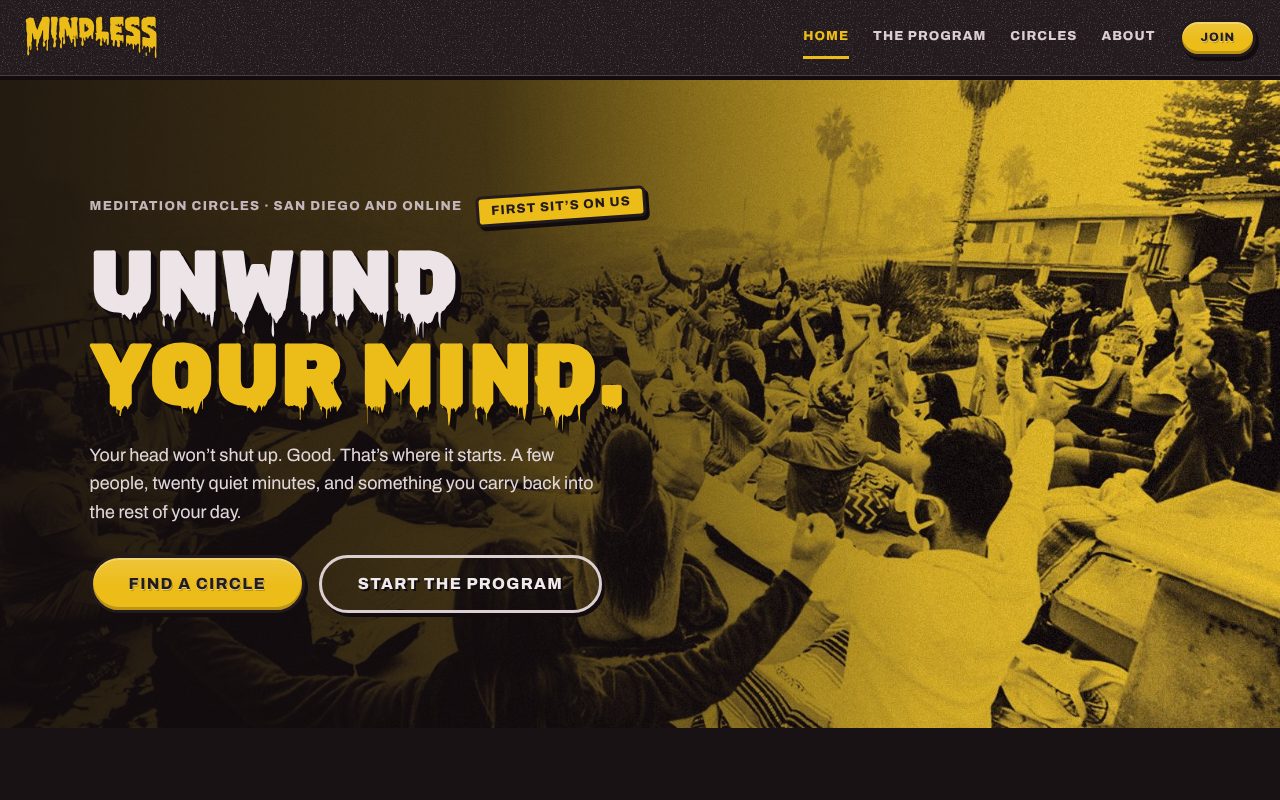 MINDLESS
HOME THE PROGRAM CIRCLES ABOUT JOIN
MEDITATION CIRCLES · SAN DIEGO AND ONLINE FIRST SIT’S ON US
UNWIND
YOUR MIND.
Your head won’t shut up. Good. That’s where it starts. A few
people, twenty quiet minutes, and something you carry back into
the rest of your day.
FIND A CIRCLE START THE PROGRAM